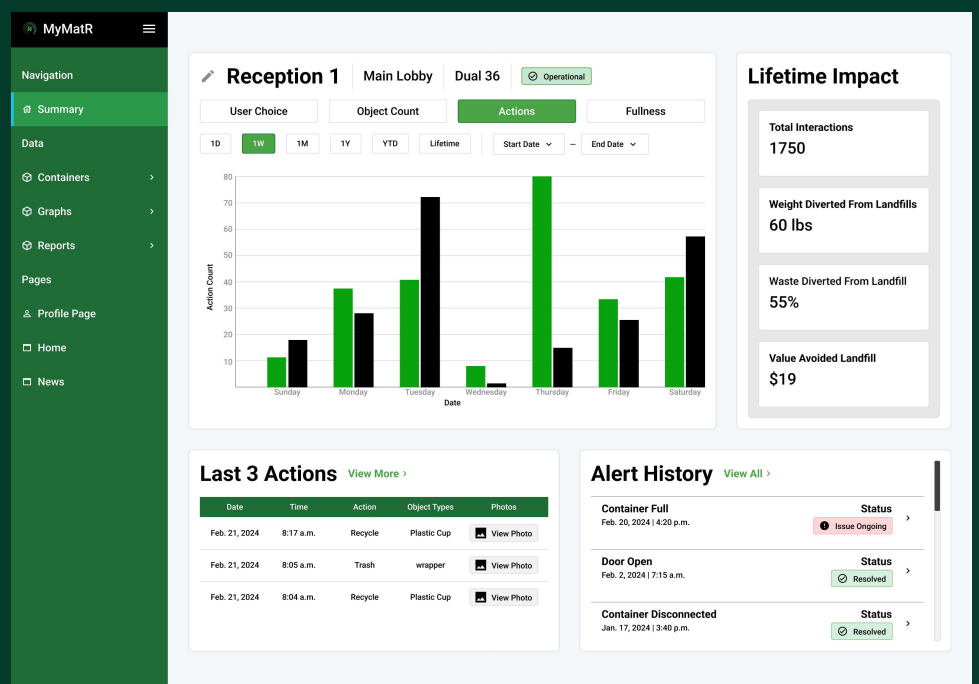 R MyMatR
Navigation
Summary
Data
Containers
Graphs
Reports
Pages
Profile Page
Home
News
Reception 1 Main Lobby Dual 36 Operational
User Choice Object Count Actions Fullness
1D 1W 1M 1Y YTD Lifetime Start Date – End Date
80
70
60
50
40
30
20
10
Action Count
Sunday Monday Tuesday Wednesday Thursday Friday Saturday
Date
Lifetime Impact
Total Interactions
1750
Weight Diverted From Landfills
60 lbs
Waste Diverted From Landfill
55%
Value Avoided Landfill
$19
Last 3 Actions View More >
Date Time Action Object Types Photos
Feb. 21, 2024 8:17 a.m. Recycle Plastic Cup View Photo
Feb. 21, 2024 8:05 a.m. Trash wrapper View Photo
Feb. 21, 2024 8:04 a.m. Recycle Plastic Cup View Photo
Alert History View All >
Container Full Status
Feb. 20, 2024 | 4:20 p.m. Issue Ongoing
Door Open Status
Feb. 2, 2024 | 7:15 a.m. Resolved
Container Disconnected Status
Jan. 17, 2024 | 3:40 p.m. Resolved